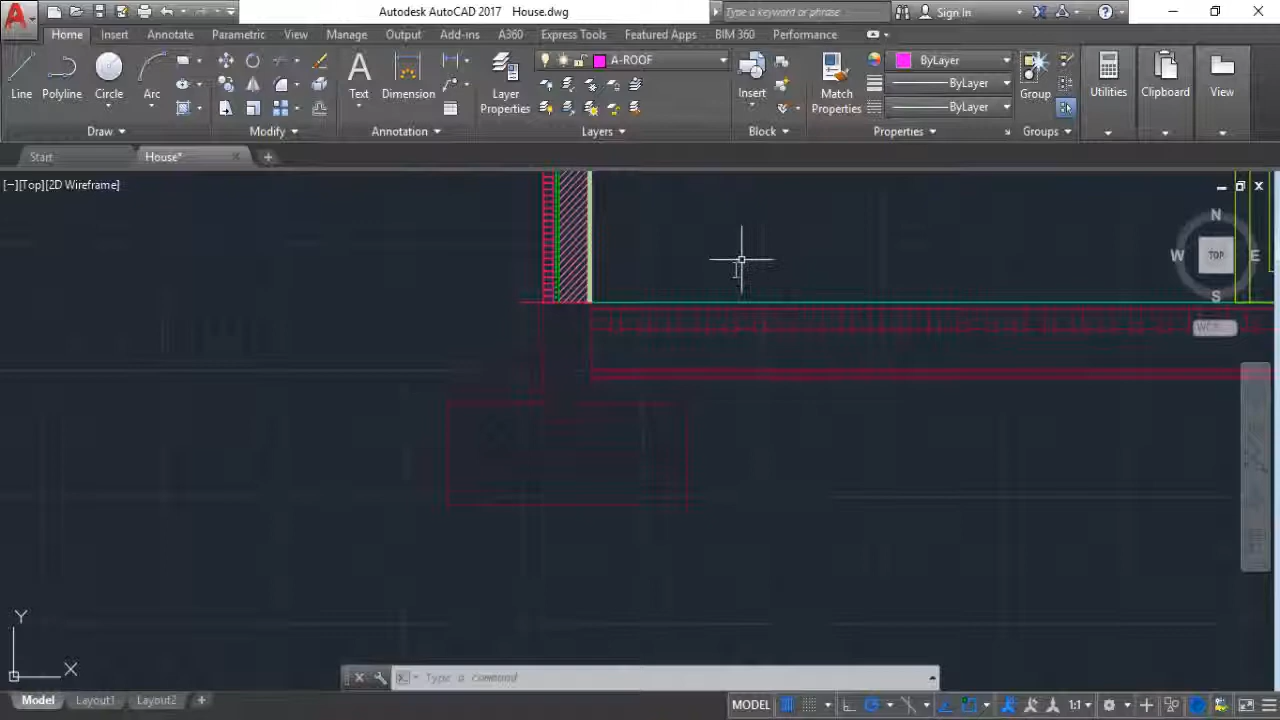 Autodesk AutoCAD 2017 House.dwg
Type a keyword or phrase
Sign In
Home Insert Annotate Parametric View Manage Output Add-ins A360 Express Tools Featured Apps BIM 360 Performance
Line
Polyline
Circle
Arc
Text
Dimension
Layer
Properties
A-ROOF
Insert
Match
Properties
ByLayer
ByLayer
ByLayer
Group
Utilities
Clipboard
View
Draw
Modify
Annotation
Layers
Block
Properties
Groups
Start
House*
[−][Top][2D Wireframe]
N
W
TOP
E
S
WCS
Y
X
Type a command
Model
Layout1
Layout2
MODEL
1:1